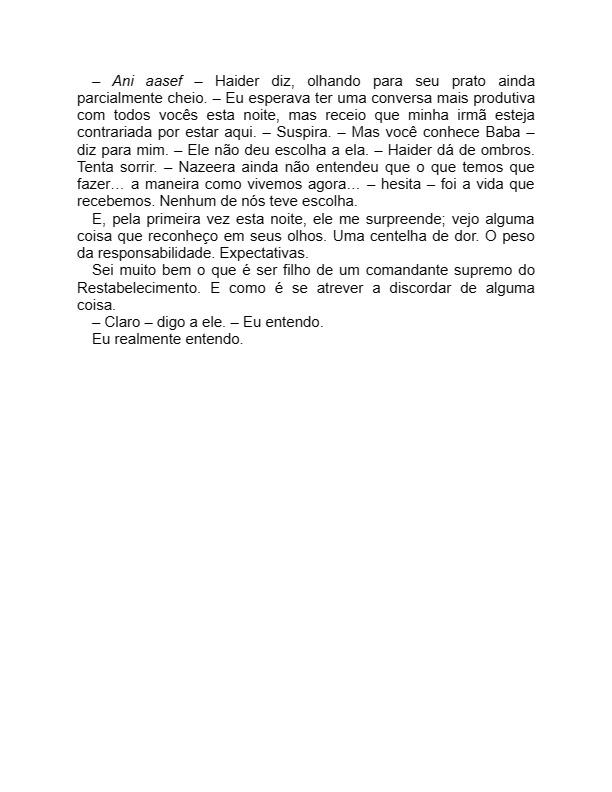 – Ani aasef – Haider diz, olhando para seu prato ainda
parcialmente cheio. – Eu esperava ter uma conversa mais produtiva
com todos vocês esta noite, mas receio que minha irmã esteja
contrariada por estar aqui. – Suspira. – Mas você conhece Baba –
diz para mim. – Ele não deu escolha a ela. – Haider dá de ombros.
Tenta sorrir. – Nazeera ainda não entendeu que o que temos que
fazer… a maneira como vivemos agora… – hesita – foi a vida que
recebemos. Nenhum de nós teve escolha.
E, pela primeira vez esta noite, ele me surpreende; vejo alguma
coisa que reconheço em seus olhos. Uma centelha de dor. O peso
da responsabilidade. Expectativas.
Sei muito bem o que é ser filho de um comandante supremo do
Restabelecimento. E como é se atrever a discordar de alguma
coisa.
– Claro – digo a ele. – Eu entendo.
Eu realmente entendo.